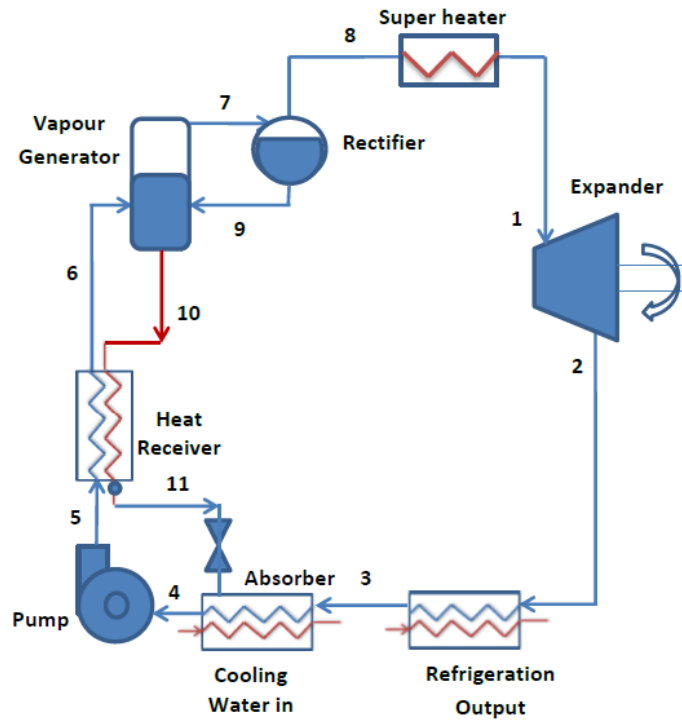 Super heater
8
7
Vapour
Generator
Rectifier
Expander
9
1
6
10
2
Heat
Receiver
11
5
Absorber
3
4
Pump
Cooling
Water in
Refrigeration
Output